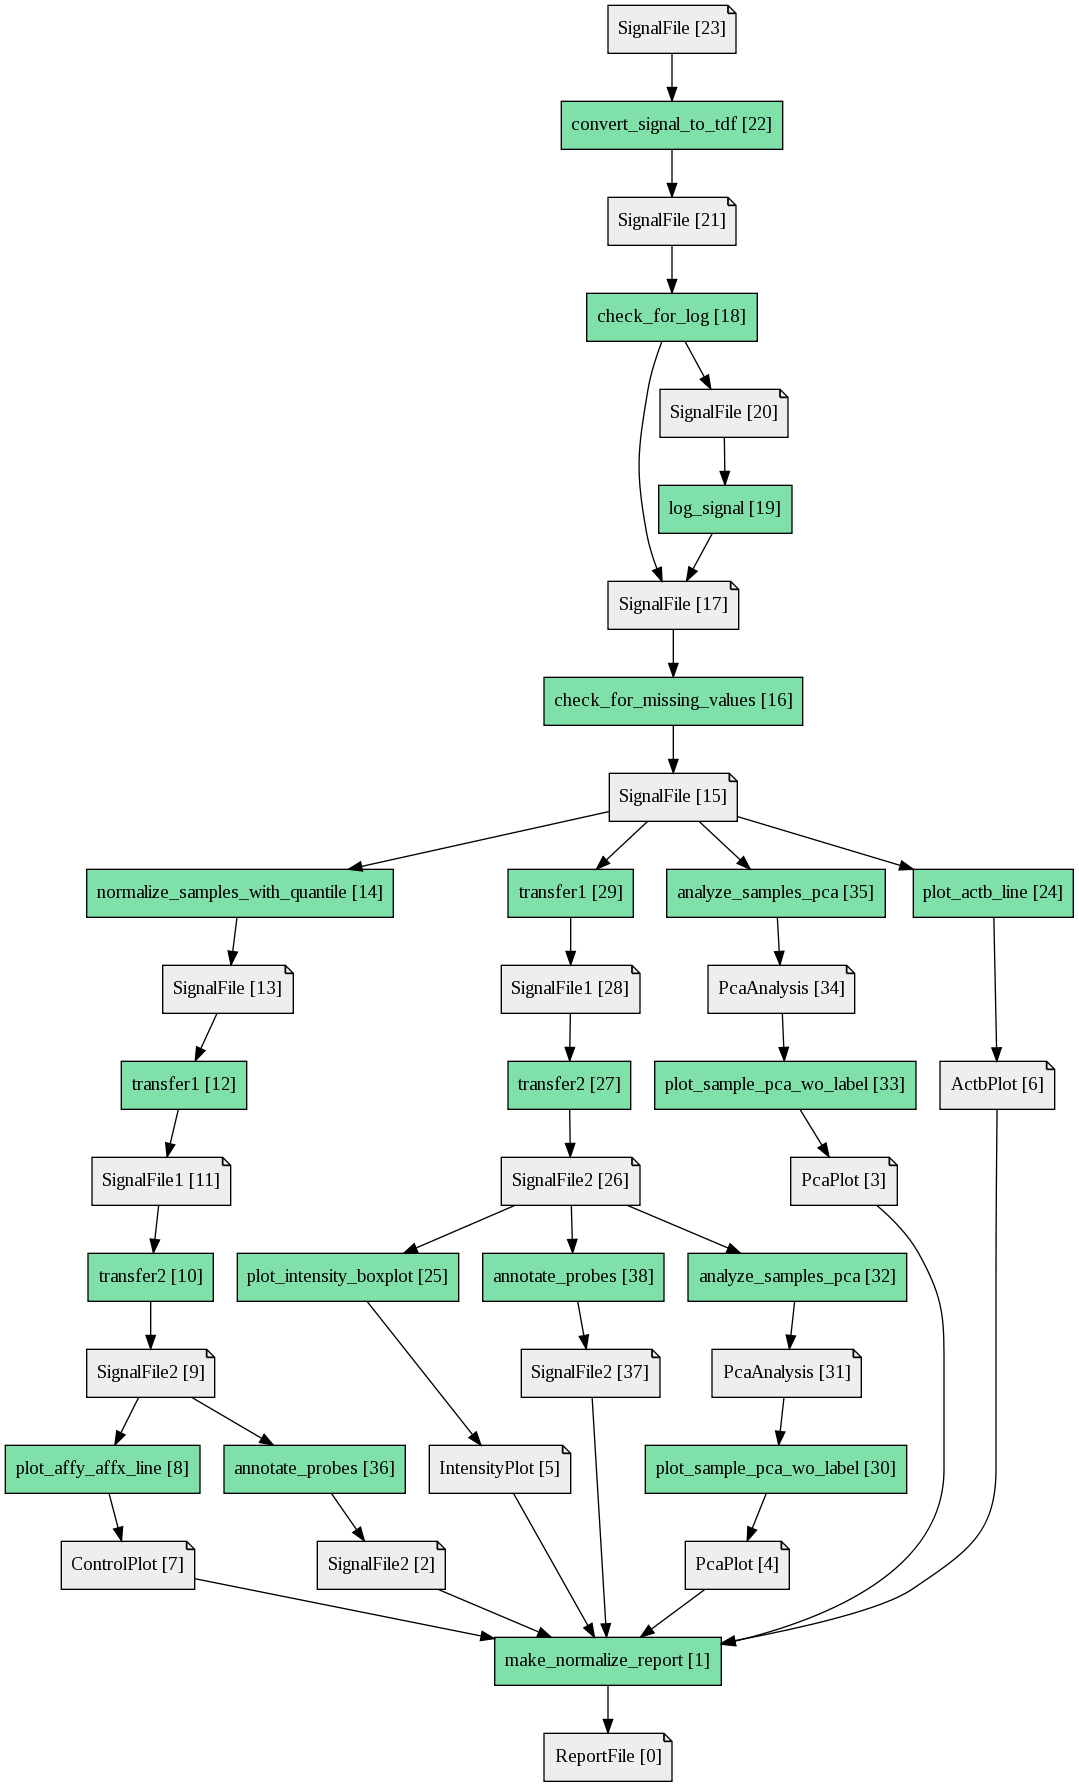 SignalFile [23]
convert_signal_to_tdf [22]
SignalFile [21]
check_for_log [18]
SignalFile [20]
log_signal [19]
SignalFile [17]
check_for_missing_values [16]
SignalFile [15]
normalize_samples_with_quantile [14]
transfer1 [29]
analyze_samples_pca [35]
plot_actb_line [24]
SignalFile [13]
SignalFile1 [28]
PcaAnalysis [34]
transfer1 [12]
transfer2 [27]
plot_sample_pca_wo_label [33]
ActbPlot [6]
SignalFile1 [11]
SignalFile2 [26]
PcaPlot [3]
transfer2 [10]
plot_intensity_boxplot [25]
annotate_probes [38]
analyze_samples_pca [32]
SignalFile2 [9]
SignalFile2 [37]
PcaAnalysis [31]
plot_affy_affx_line [8]
annotate_probes [36]
IntensityPlot [5]
plot_sample_pca_wo_label [30]
ControlPlot [7]
SignalFile2 [2]
PcaPlot [4]
make_normalize_report [1]
ReportFile [0]